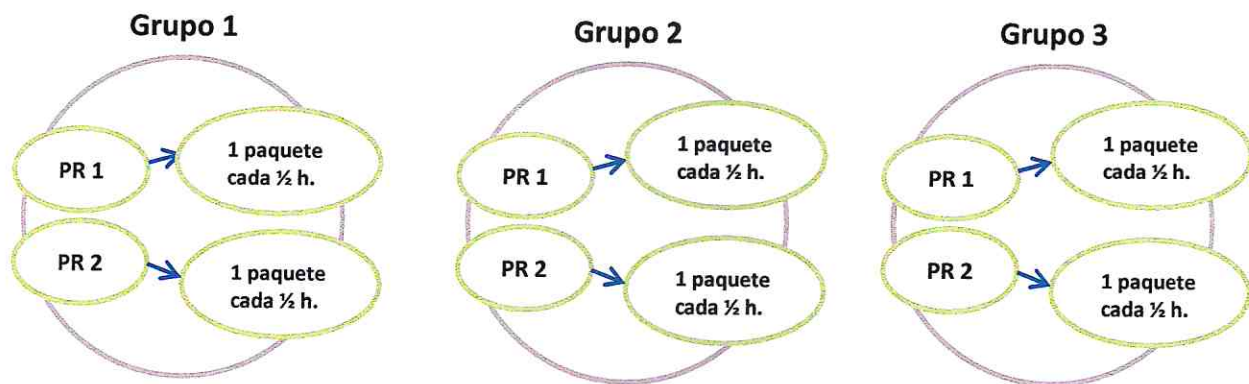 Grupo 1
PR 1
1 paquete
cada ½ h.
PR 2
1 paquete
cada ½ h.
Grupo 2
PR 1
1 paquete
cada ½ h.
PR 2
1 paquete
cada ½ h.
Grupo 3
PR 1
1 paquete
cada ½ h.
PR 2
1 paquete
cada ½ h.